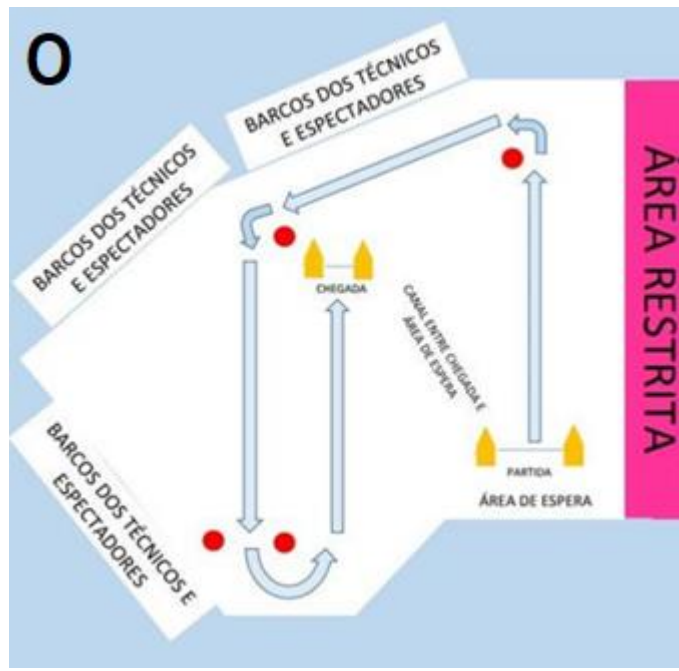 O
BARCOS DOS TÉCNICOS
E ESPECTADORES
BARCOS DOS TÉCNICOS
E ESPECTADORES
ÁREA RESTRITA
CHEGADA
CANAL ENTRE CHEGADA E
ÁREA DE ESPERA
PARTIDA
ÁREA DE ESPERA
BARCOS DOS TÉCNICOS E
ESPECTADORES